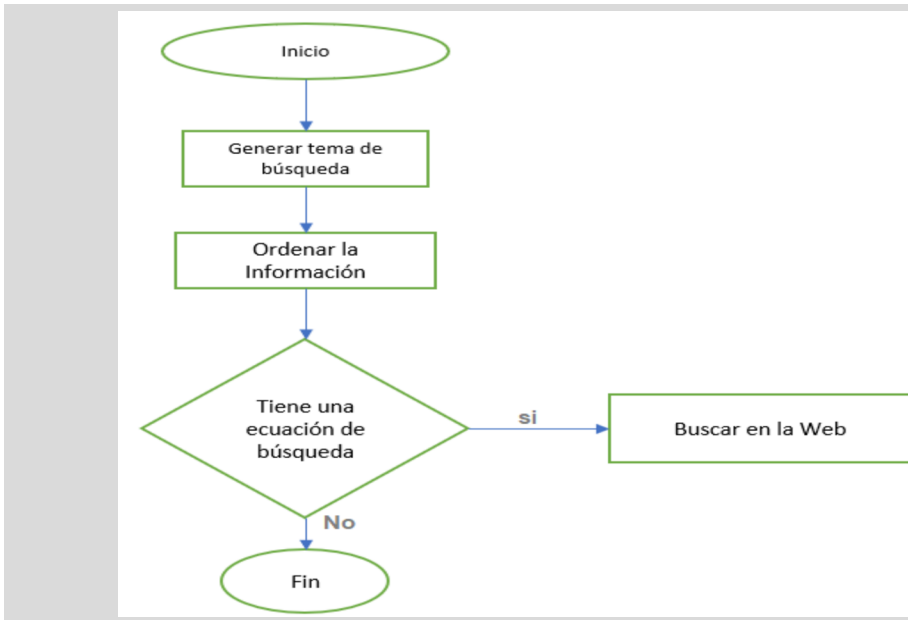 Inicio
Generar tema de
búsqueda
Ordenar la
Información
Tiene una
ecuación de
búsqueda
si
Buscar en la Web
No
Fin